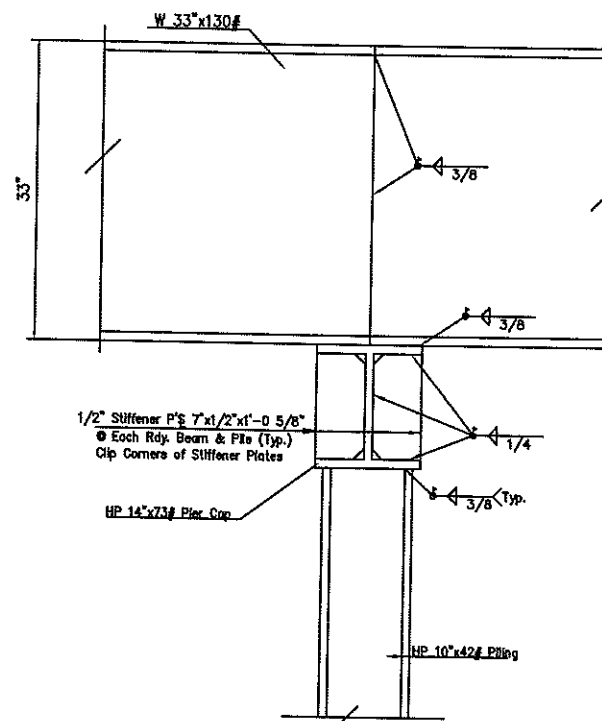 W 33"x130#
33"
3/8
3/8
1/2" Stiffener P'S 7"x1/2"x1'-0 5/8"
@ Each Rdy. Beam & Pile (Typ.)
Clip Corners of Stiffener Plates
1/4
3/8 Typ.
HP 14"x73# Pier Cap
HP 10"x42# Piling